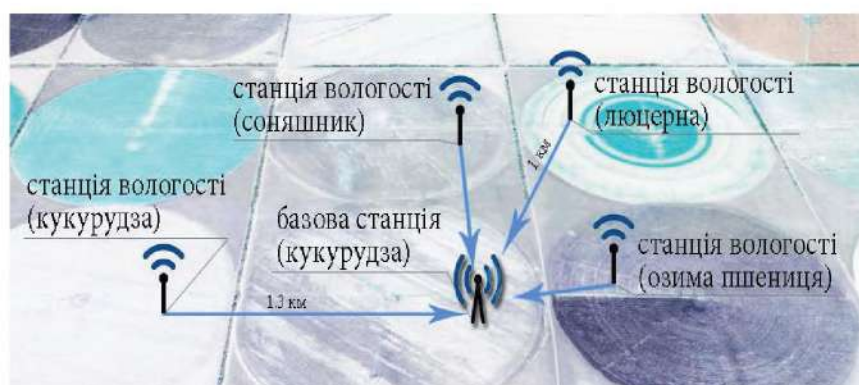 станція вологості
(соняшник)
станція вологості
(люцерна)
1 км
станція вологості
(кукурудза)
базова станція
(кукурудза)
станція вологості
(озима пшениця)
1.3 км